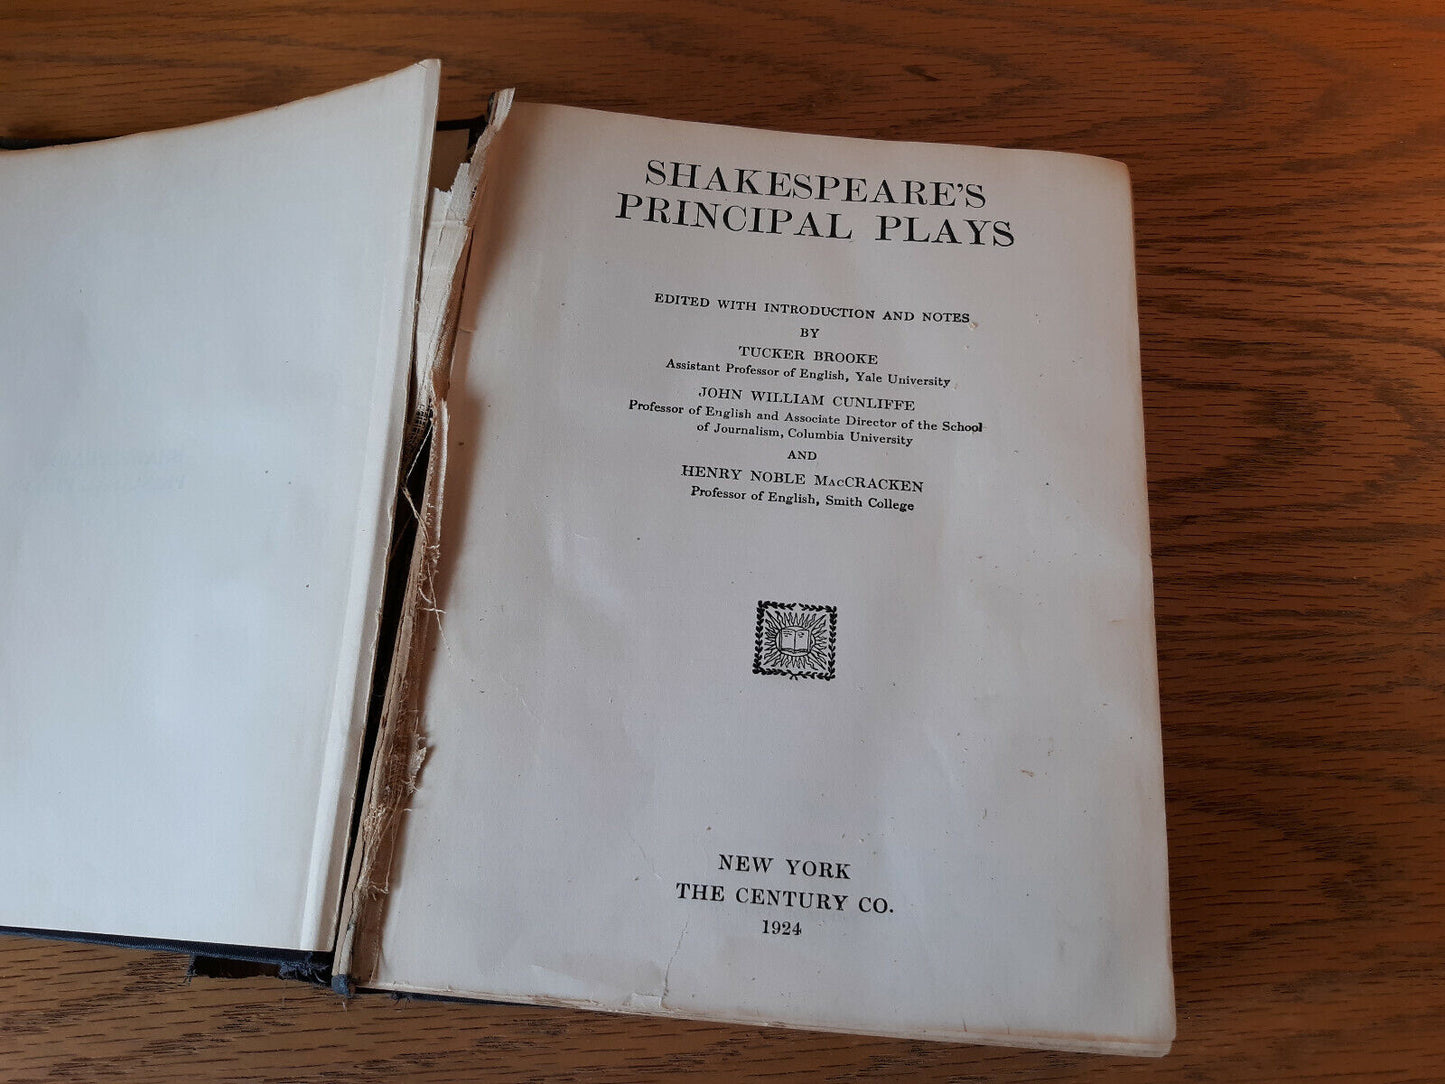 SHAKESPEARE'S
PRINCIPAL PLAYS
EDITED WITH INTRODUCTION AND NOTES
BY
TUCKER BROOKE
Assistant Professor of English, Yale University
JOHN WILLIAM CUNLIFFE
Professor of English and Associate Director of the School
of Journalism, Columbia University
AND
HENRY NOBLE MACCRACKEN
Professor of English, Smith College
NEW YORK
THE CENTURY CO.
1924